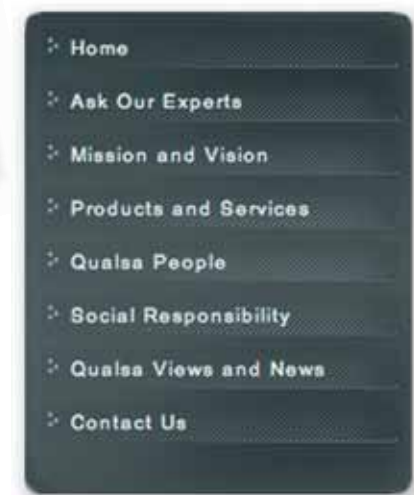 Home
Ask Our Experts
Mission and Vision
Products and Services
Qualsa People
Social Responsibility
Qualsa Views and News
Contact Us